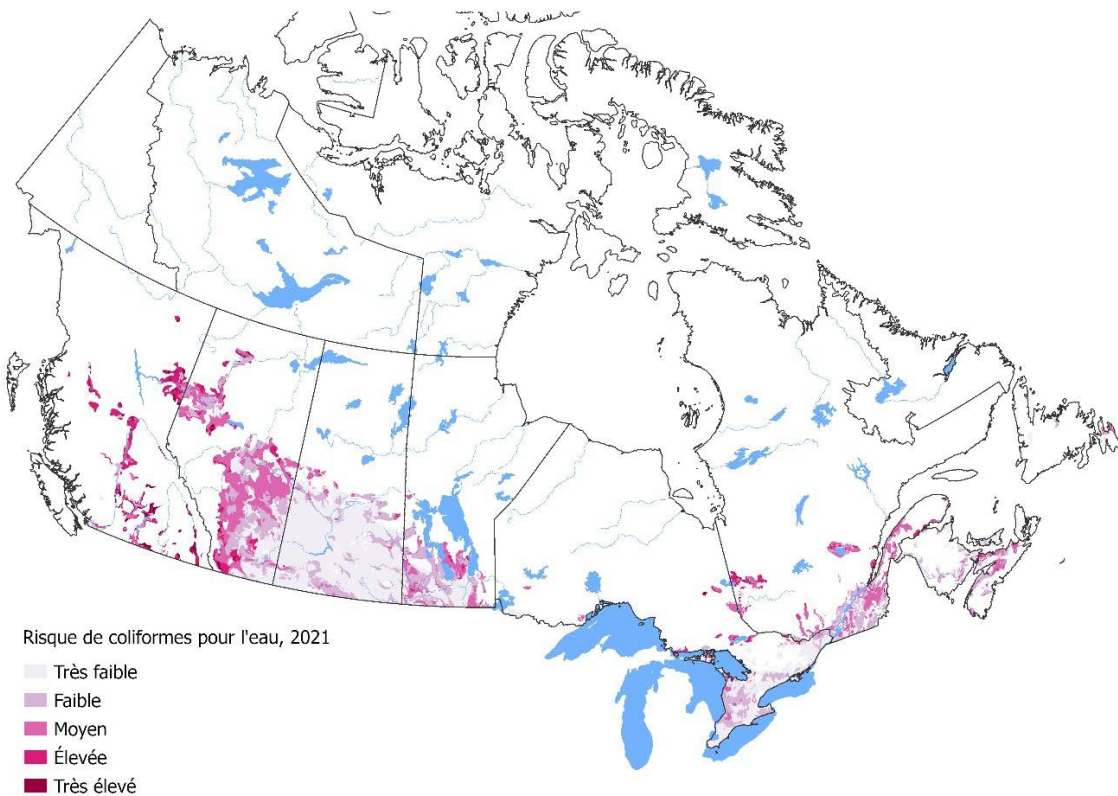 Risque de coliformes pour l'eau, 2021
Très faible
Faible
Moyen
Élevée
Très élevé